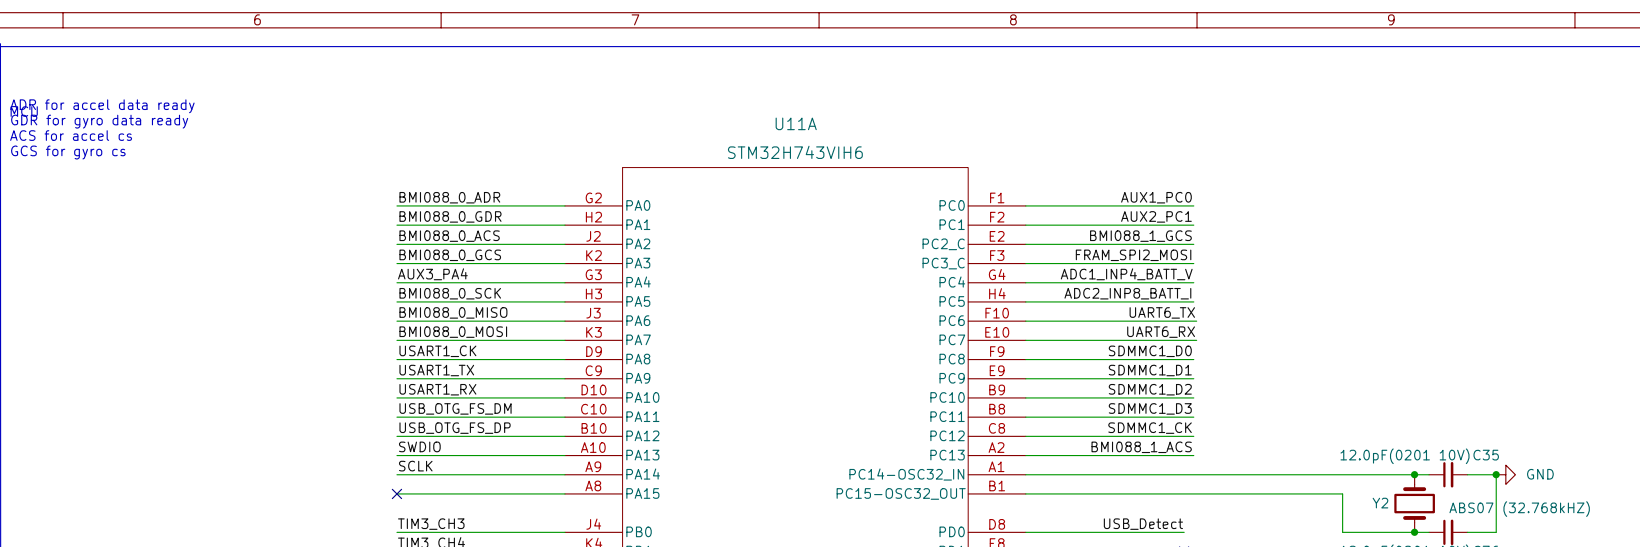 6 7 8 9
ADR for accel data ready
MCU
GDR for gyro data ready
ACS for accel cs
GCS for gyro cs
U11A
STM32H743VIH6
BMI088_0_ADR G2 PA0 PC0 F1 AUX1_PC0
BMI088_0_GDR H2 PA1 PC1 F2 AUX2_PC1
BMI088_0_ACS J2 PA2 PC2_C E2 BMI088_1_GCS
BMI088_0_GCS K2 PA3 PC3_C F3 FRAM_SPI2_MOSI
AUX3_PA4 G3 PA4 PC4 G4 ADC1_INP4_BATT_V
BMI088_0_SCK H3 PA5 PC5 H4 ADC2_INP8_BATT_I
BMI088_0_MISO J3 PA6 PC6 F10 UART6_TX
BMI088_0_MOSI K3 PA7 PC7 E10 UART6_RX
USART1_CK D9 PA8 PC8 F9 SDMMC1_D0
USART1_TX C9 PA9 PC9 E9 SDMMC1_D1
USART1_RX D10 PA10 PC10 B9 SDMMC1_D2
USB_OTG_FS_DM C10 PA11 PC11 B8 SDMMC1_D3
USB_OTG_FS_DP B10 PA12 PC12 C8 SDMMC1_CK
SWDIO A10 PA13 PC13 A2 BMI088_1_ACS
12.0pF(0201 10V)C35
SCLK A9 PA14 PC14-OSC32_IN A1 GND
A8 PA15 PC15-OSC32_OUT B1
Y2 ABS07 (32.768kHZ)
TIM3_CH3 J4 PB0 PD0 D8 USB_Detect
TIM3_CH4 K4